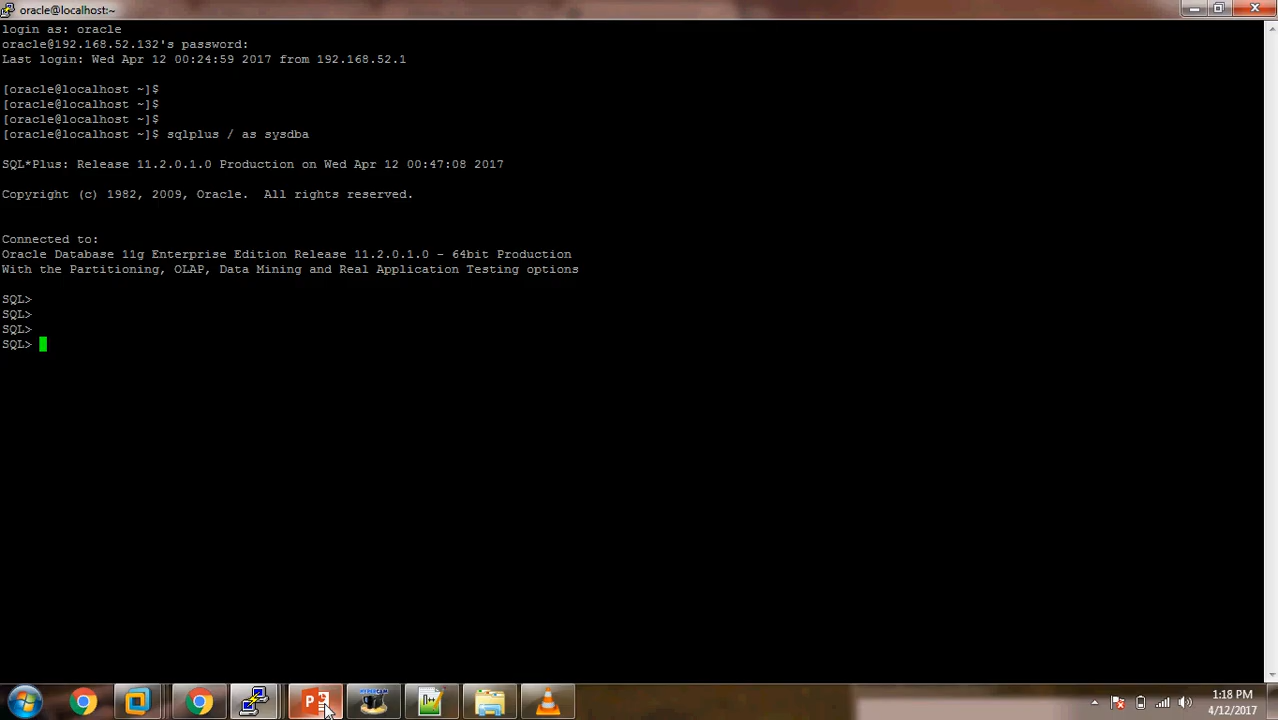 oracle@localhost:~
login as: oracle
oracle@192.168.52.132's password:
Last login: Wed Apr 12 00:24:59 2017 from 192.168.52.1
[oracle@localhost ~]$
[oracle@localhost ~]$
[oracle@localhost ~]$
[oracle@localhost ~]$ sqlplus / as sysdba
SQL*Plus: Release 11.2.0.1.0 Production on Wed Apr 12 00:47:08 2017
Copyright (c) 1982, 2009, Oracle.  All rights reserved.
Connected to:
Oracle Database 11g Enterprise Edition Release 11.2.0.1.0 - 64bit Production
With the Partitioning, OLAP, Data Mining and Real Application Testing options
SQL>
SQL>
SQL>
SQL>
1:18 PM
4/12/2017